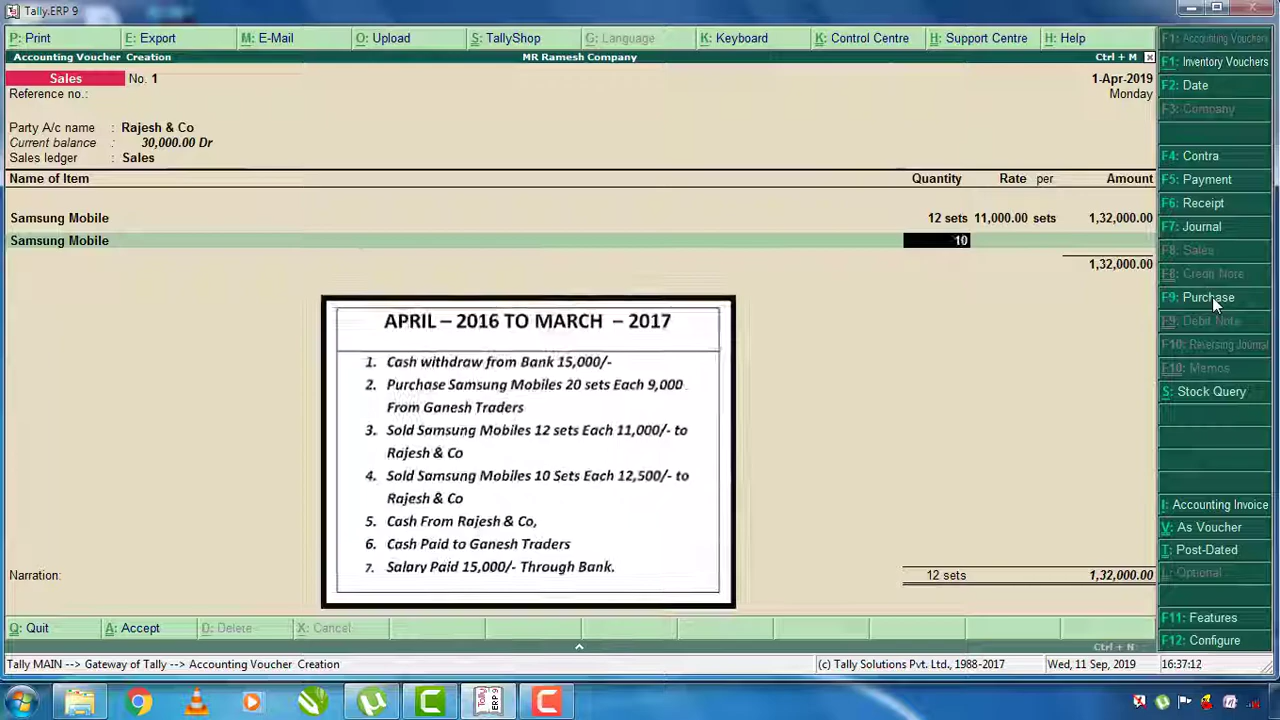 Tally.ERP 9
P: Print E: Export M: E-Mail O: Upload S: TallyShop G: Language K: Keyboard K: Control Centre H: Support Centre H: Help
Accounting Voucher Creation MR Ramesh Company Ctrl + M
Sales No. 1 1-Apr-2019
Reference no.: Monday
Party A/c name : Rajesh & Co
Current balance : 30,000.00 Dr
Sales ledger : Sales
Name of Item Quantity Rate per Amount
Samsung Mobile 12 sets 11,000.00 sets 1,32,000.00
Samsung Mobile 10
1,32,000.00
APRIL – 2016 TO MARCH – 2017
1. Cash withdraw from Bank 15,000/-
2. Purchase Samsung Mobiles 20 sets Each 9,000
From Ganesh Traders
3. Sold Samsung Mobiles 12 sets Each 11,000/- to
Rajesh & Co
4. Sold Samsung Mobiles 10 Sets Each 12,500/- to
Rajesh & Co
5. Cash From Rajesh & Co,
6. Cash Paid to Ganesh Traders
7. Salary Paid 15,000/- Through Bank.
Narration: 12 sets 1,32,000.00
Q: Quit A: Accept D: Delete X: Cancel
Ctrl + N
Tally MAIN --> Gateway of Tally --> Accounting Voucher Creation (c) Tally Solutions Pvt. Ltd., 1988-2017 Wed, 11 Sep, 2019 16:37:12
F1: Accounting Vouchers
F1: Inventory Vouchers
F2: Date
F3: Company
F4: Contra
F5: Payment
F6: Receipt
F7: Journal
F8: Sales
F8: Credit Note
F9: Purchase
F9: Debit Note
F10: Reversing Journal
F10: Memos
S: Stock Query
I: Accounting Invoice
V: As Voucher
T: Post-Dated
L: Optional
F11: Features
F12: Configure
Tally
ERP 9